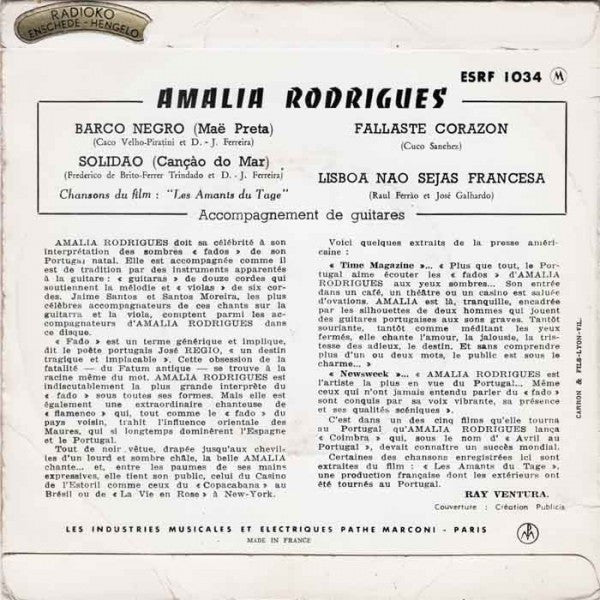 RADIOKO
ENSCHEDE - HENGELO
ESRF 1034 M
AMALIA RODRIGUES
BARCO NEGRO (Maë Preta)
(Caco Velho-Piratini et D. - J. Ferreira)
SOLIDAO (Cançào do Mar)
(Frederico de Brito-Ferrer Trindado et D. - J. Ferreira)
Chansons du film : "Les Amants du Tage"
FALLASTE CORAZON
(Cuco Sanchez)
LISBOA NAO SEJAS FRANCESA
(Raul Ferrào et José Galhardo)
Accompagnement de guitares
AMALIA RODRIGUES doit sa célébrité à son
interprétation des sombres « fados » de son
Portugal natal. Elle est accompagnée comme il
est de tradition par des instruments apparentés
à la guitare : « guitaras » de douze cordes qui
soutiennent la mélodie et « violas » de six cor-
des. Jaime Santos et Santos Moreira, les plus
célèbres accompagnateurs de ces chants sur la
guitarra et la viola, comptent parmi les ac-
compagnateurs d'AMALIA RODRIGUES dans
ce disque.
« Fado » est un terme générique et implique,
dit le poète portugais José REGIO, « un destin
tragique et implacable ». Cette obsession de la
fatalité — du Fatum antique — se trouve à la
racine même du mot. AMALIA RODRIGUES est
indiscutablement la plus grande interprète du
« fado » sous toutes ses formes. Mais elle est
également une extraordinaire chanteuse de
« flamenco » qui, tout comme le « fado » du
pays voisin, trahit l'influence orientale des
Maures, qui si longtemps dominèrent l'Espagne
et le Portugal.
Tout de noir vêtue, drapée jusqu'aux chevil-
les d'un lourd et sombre châle, la belle AMALIA
chante... et, entre les paumes de ses mains
expressives, elle tient son public, celui du Casino
de l'Estoril comme ceux du « Copacabana » au
Brésil ou de « La Vie en Rose » à New-York.
Voici quelques extraits de la presse améri-
caine :
« Time Magazine »... « Plus que tout, le Por-
tugal aime écouter les « fados » d'AMALIA
RODRIGUES aux yeux sombres... Son entrée
dans un café, un théâtre ou un casino est saluée
d'ovations. AMALIA est là, tranquille, encadrée
par les silhouettes de deux hommes qui jouent
des guitares portugaises aux sons graves. Tantôt
souriante, tantôt comme méditant les yeux
fermés, elle chante l'amour, la jalousie, la tris-
tesse des adieux, le destin. Et sans comprendre
plus d'un ou deux mots, le public est sous le
charme... »
« Newsweek »... « AMALIA RODRIGUES est
l'artiste la plus en vue du Portugal... Même
ceux qui n'ont jamais entendu parler du « fado »
sont conquis par sa voix vibrante, sa présence
et ses qualités scéniques ».
C'est dans un des cinq films qu'elle tourna
au Portugal qu'AMALIA RODRIGUES lança
« Coimbra » qui, sous le nom d' « Avril au
Portugal », devait connaître un succès mondial.
Certaines des chansons enregistrées ici sont
extraites du film : « Les Amants du Tage »,
une production française dont les extérieurs ont
été tournés au Portugal.
RAY VENTURA.
Couverture : Création Publicis
CARRON & FILS-LYON-VIL.
LES INDUSTRIES MUSICALES ET ELECTRIQUES PATHE MARCONI - PARIS
MADE IN FRANCE